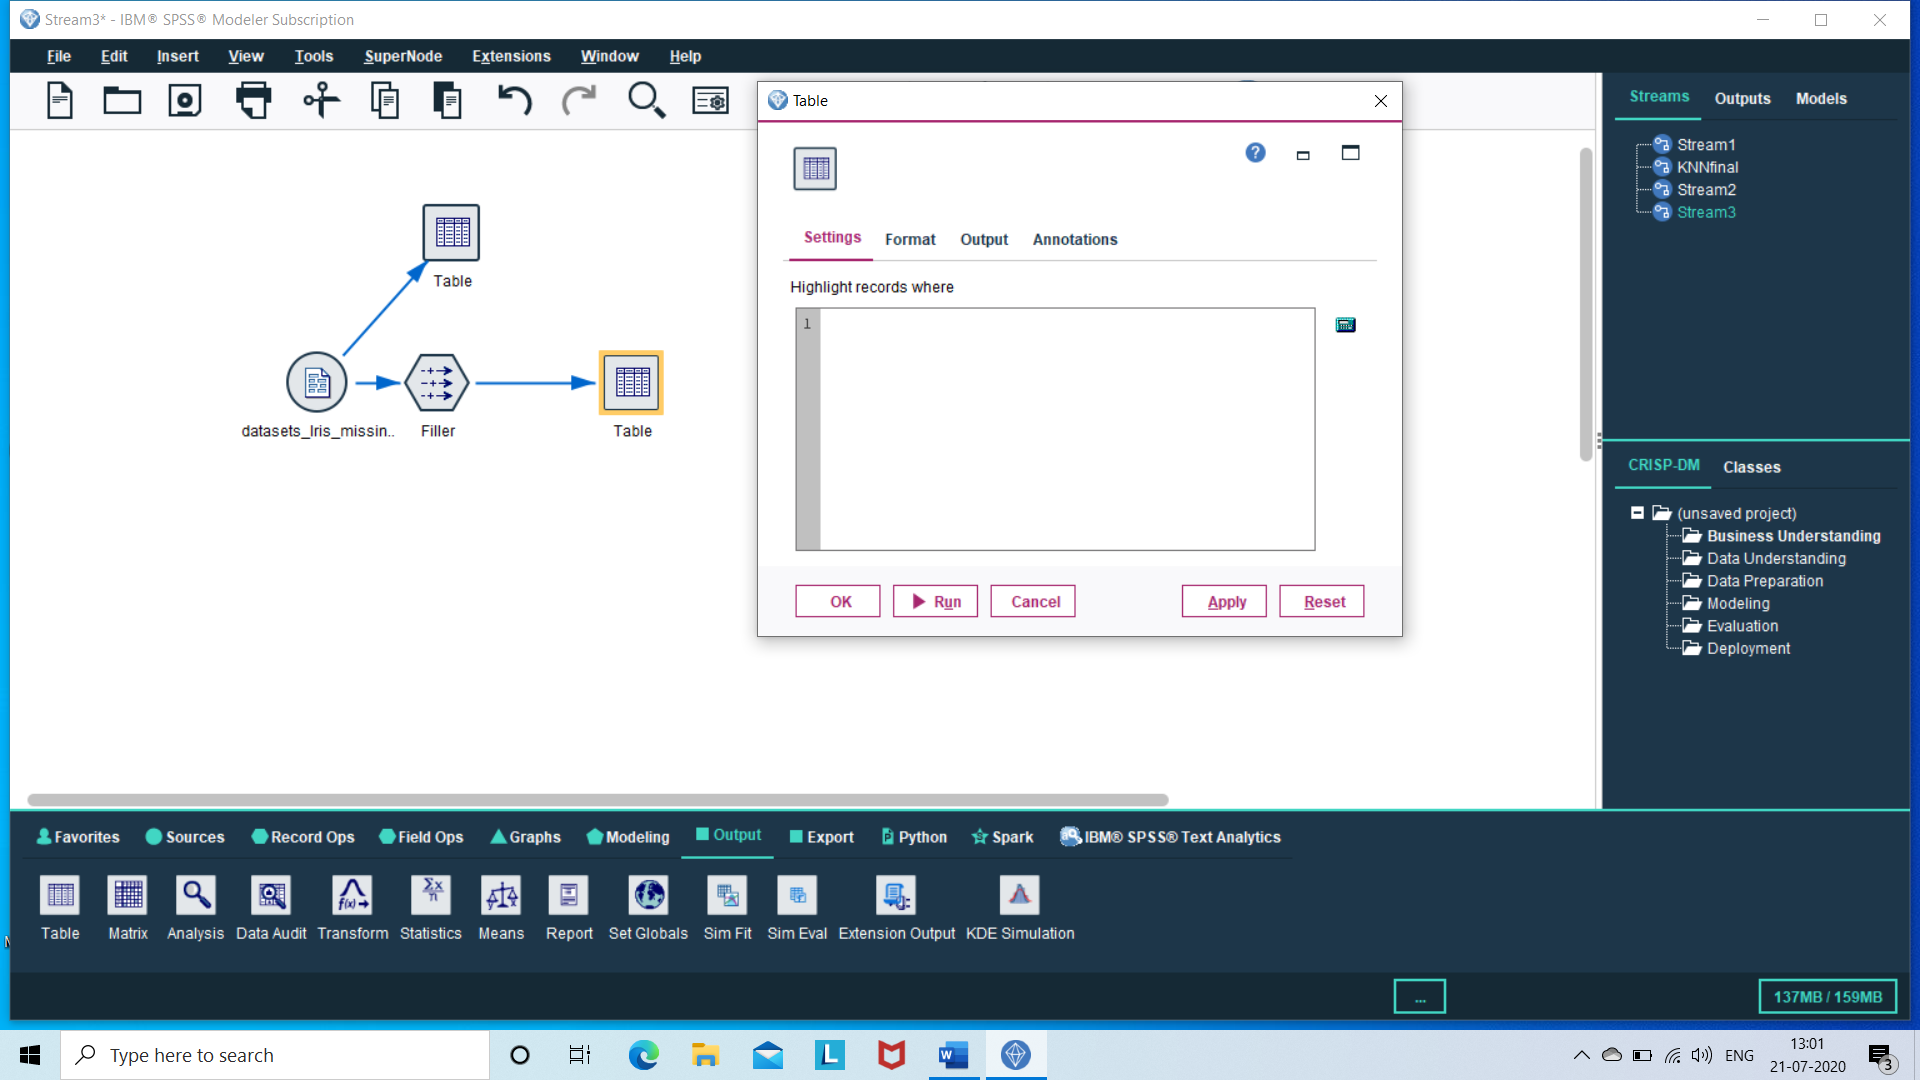 Stream3* - IBM® SPSS® Modeler Subscription
File Edit Insert View Tools SuperNode Extensions Window Help
Table
Settings Format Output Annotations
Highlight records where
1
OK Run Cancel Apply Reset
Table
datasets_Iris_missin.. Filler Table
Streams Outputs Models
Stream1
KNNfinal
Stream2
Stream3
CRISP-DM Classes
(unsaved project)
Business Understanding
Data Understanding
Data Preparation
Modeling
Evaluation
Deployment
Favorites Sources Record Ops Field Ops Graphs Modeling Output Export Python Spark IBM® SPSS® Text Analytics
Table Matrix Analysis Data Audit Transform Statistics Means Report Set Globals Sim Fit Sim Eval Extension Output KDE Simulation
... 137MB / 159MB
Type here to search
ENG
13:01
21-07-2020
3